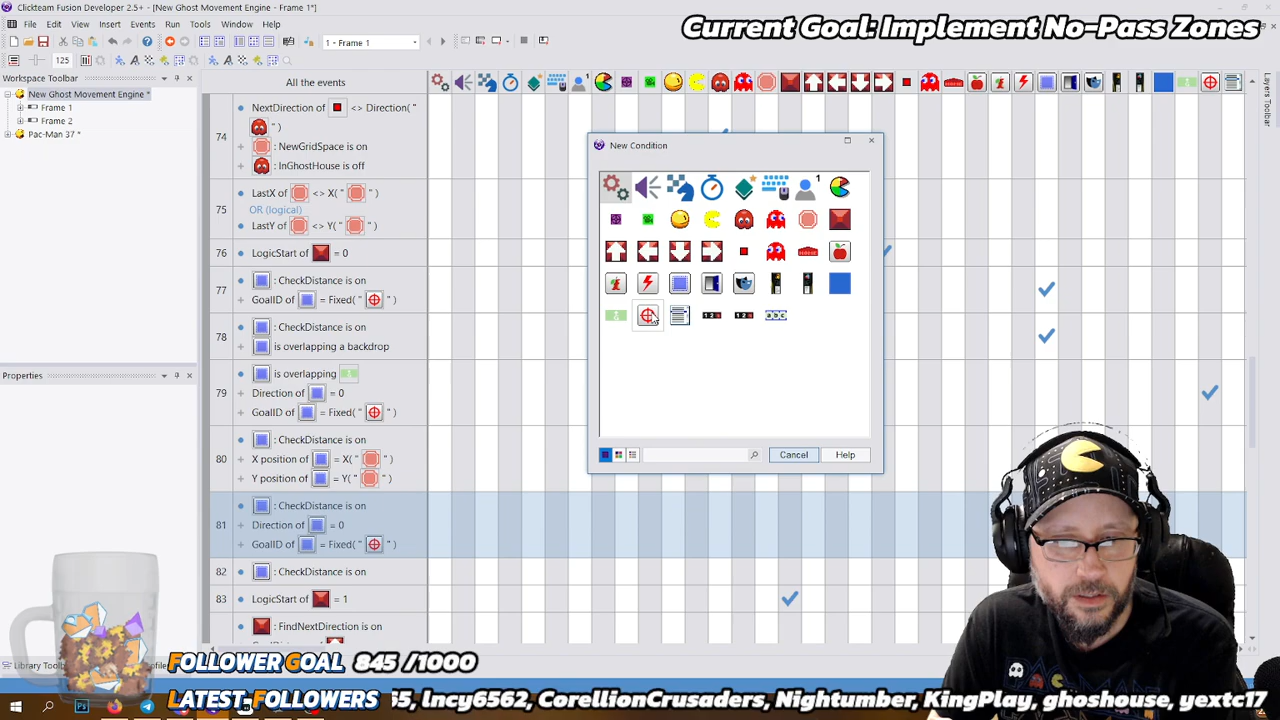 New Ghost Movement Engine - Clickteam Fusion Developer 2.5+ - Frame 1*
Current Goal: Implement No-Pass Zones
File Edit View Insert Run Tools Window Help
1 - Frame 1
Workspace Toolbar
New Ghost Movement Engine *
Frame 1
Frame 2
Pac-Man 37 *
Properties
Library Toolb
Layers Toolbar
123
All the events
74
NextDirection of <> Direction("
")
+ : NewGridSpace is on
+ : InGhostHouse is off
75
LastX of <> X(" ")
OR (logical)
LastY of <> Y(" ")
76
LogicStart of = 0
77
: CheckDistance is on
+ GoalID of = Fixed(" ")
78
: CheckDistance is on
+ is overlapping a backdrop
79
is overlapping
+ Direction of = 0
+ GoalID of = Fixed(" ")
80
: CheckDistance is on
+ X position of = X(" ")
+ Y position of = Y(" ")
81
: CheckDistance is on
+ Direction of = 0
+ GoalID of = Fixed(" ")
82
: CheckDistance is on
83
LogicStart of = 1
: FindNextDirection is on
New Condition
1
Cancel
Help
Follower Goal 845 /1000
Latest Followers lncy6562, CorellionCrusaders, Nightumber, KingPlay, ghoshouse, yextc17